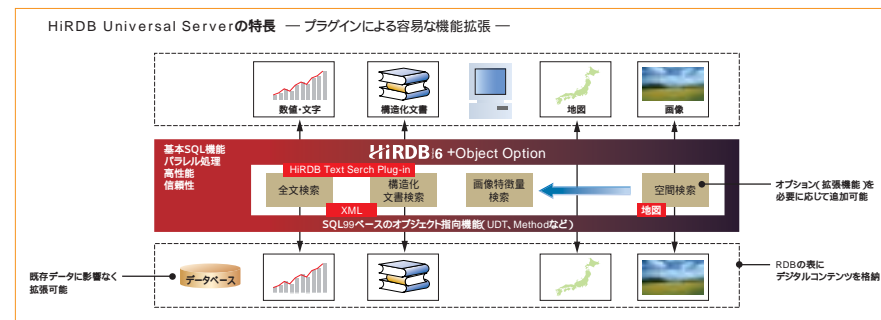 HiRDB Universal Serverの特長 ― プラグインによる容易な機能拡張 ―
数値・文字
構造化文書
地図
画像
基本SQL機能
パラレル処理
高性能
信頼性
HiRDB 6 +Object Option
HiRDB Text Serch Plug-in
全文検索
構造化
文書検索
画像特徴量
検索
空間検索
XML
地図
SQL99ベースのオブジェクト指向機能(UDT、Methodなど)
オプション(拡張機能)を
必要に応じて追加可能
既存データに影響なく
拡張可能
データベース
RDBの表に
デジタルコンテンツを格納